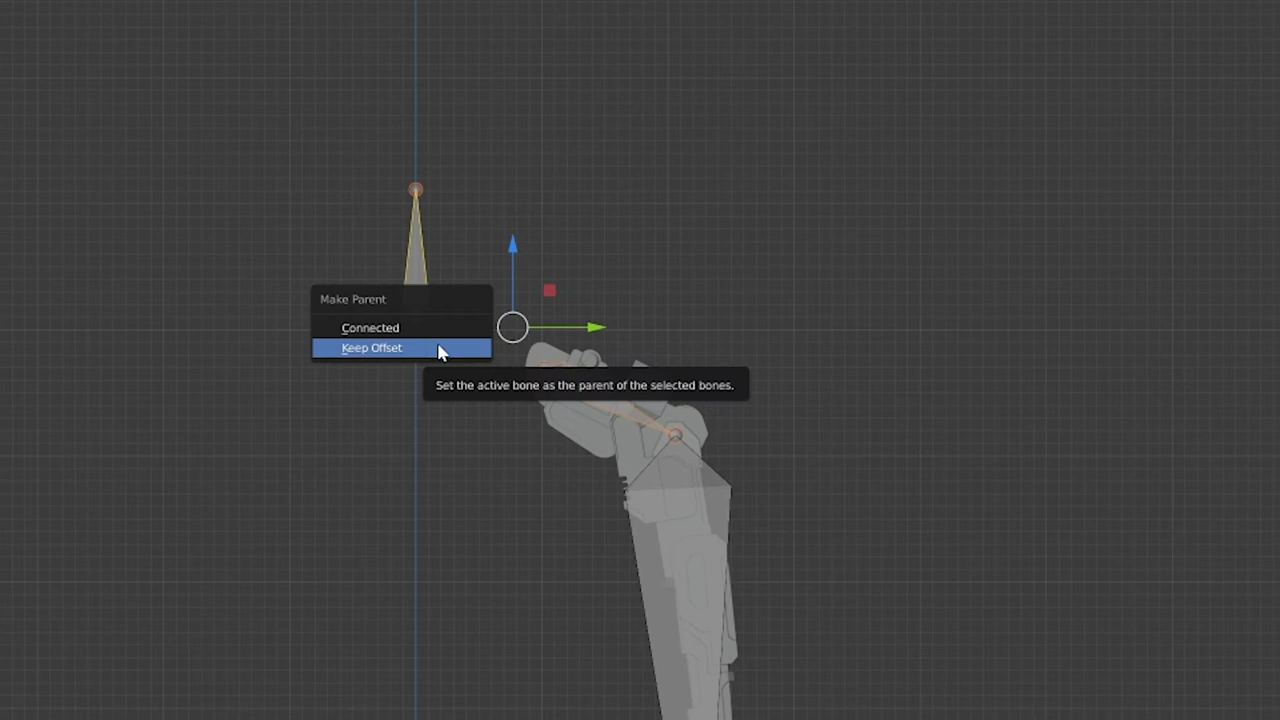 Make Parent
Connected
Keep Offset
Set the active bone as the parent of the selected bones.